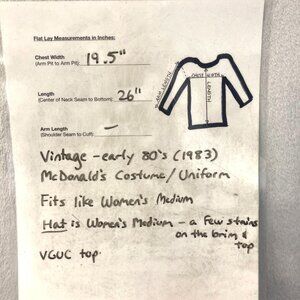 Flat Lay Measurements in Inches:
Chest Width
(Arm Pit to Arm Pit) 19.5"
Length
(Center of Neck Seam to Bottom): 26"
Arm Length
(Shoulder Seam to Cuff): —
ARM LENGTH
CHEST WIDTH
LENGTH
Vintage - early 80's (1983)
McDonald's Costume/Uniform
Fits like Women's Medium
Hat is Women's Medium - a few stains
on the brim &
top
VGUC top.